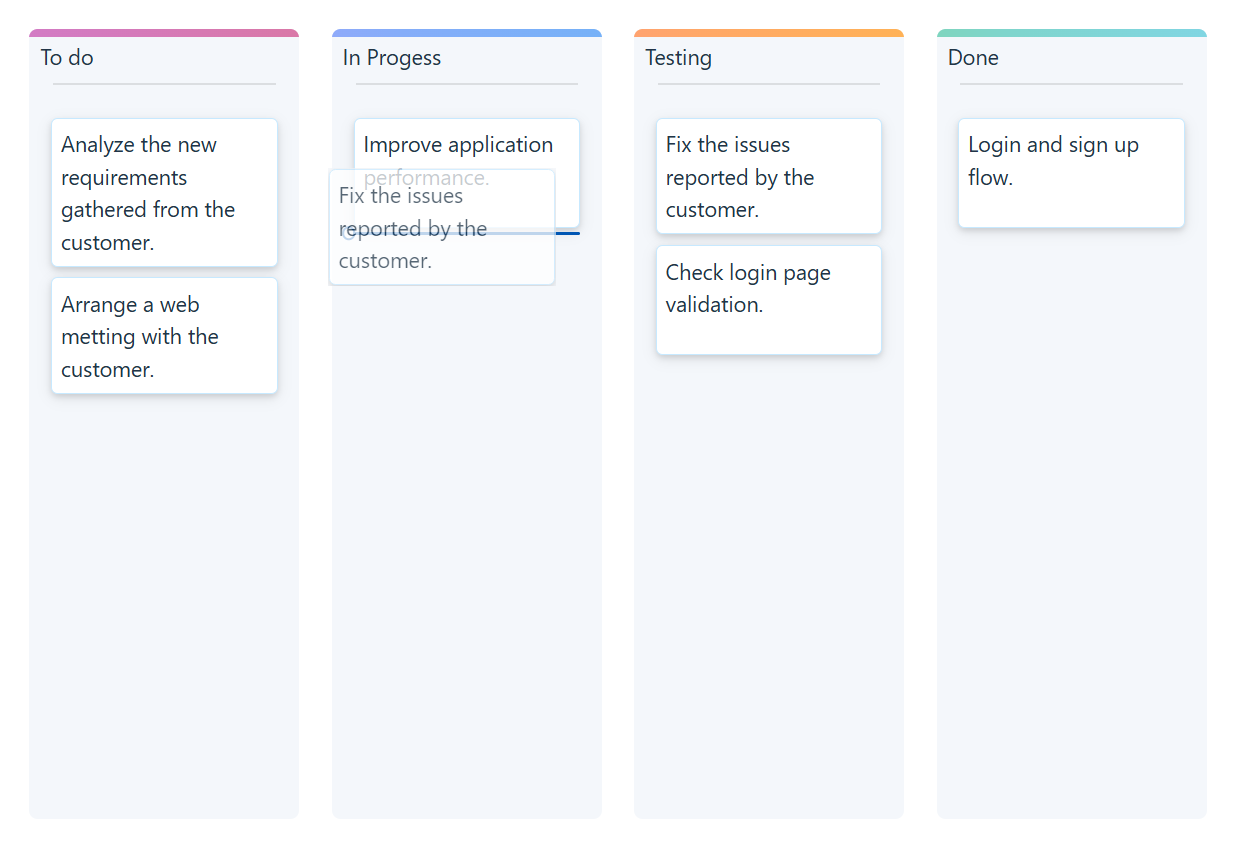 To do
Analyze the new
requirements
gathered from the
customer.
Arrange a web
metting with the
customer.
In Progess
Improve application
performance.
Fix the issues
reported by the
customer.
Testing
Fix the issues
reported by the
customer.
Check login page
validation.
Done
Login and sign up
flow.